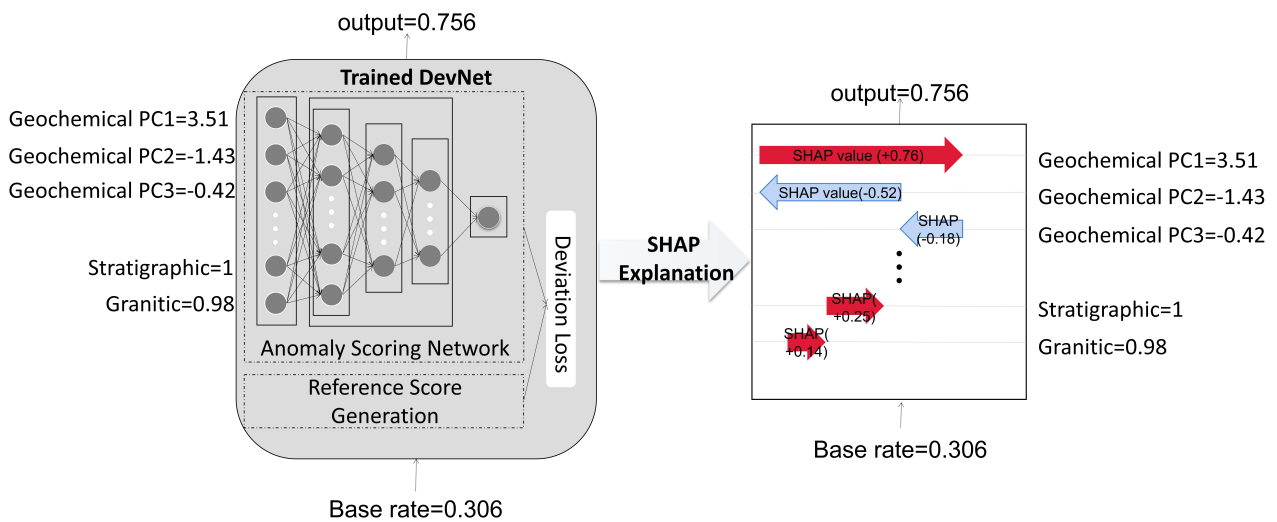 output=0.756
Trained DevNet
Geochemical PC1=3.51
Geochemical PC2=-1.43
Geochemical PC3=-0.42
Stratigraphic=1
Granitic=0.98
Anomaly Scoring Network
Reference Score
Generation
Deviation Loss
Base rate=0.306
SHAP
Explanation
output=0.756
SHAP value (+0.76)
Geochemical PC1=3.51
SHAP value(-0.52)
Geochemical PC2=-1.43
SHAP
(-0.18)
Geochemical PC3=-0.42
SHAP(
+0.25)
Stratigraphic=1
SHAP(
+0.14)
Granitic=0.98
Base rate=0.306